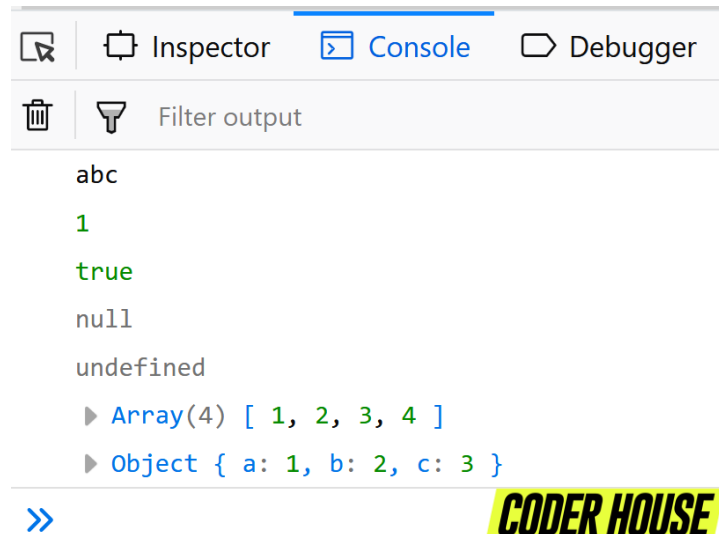 Inspector Console Debugger
Filter output
abc
1
true
null
undefined
Array(4) [ 1, 2, 3, 4 ]
Object { a: 1, b: 2, c: 3 }
CODER HOUSE